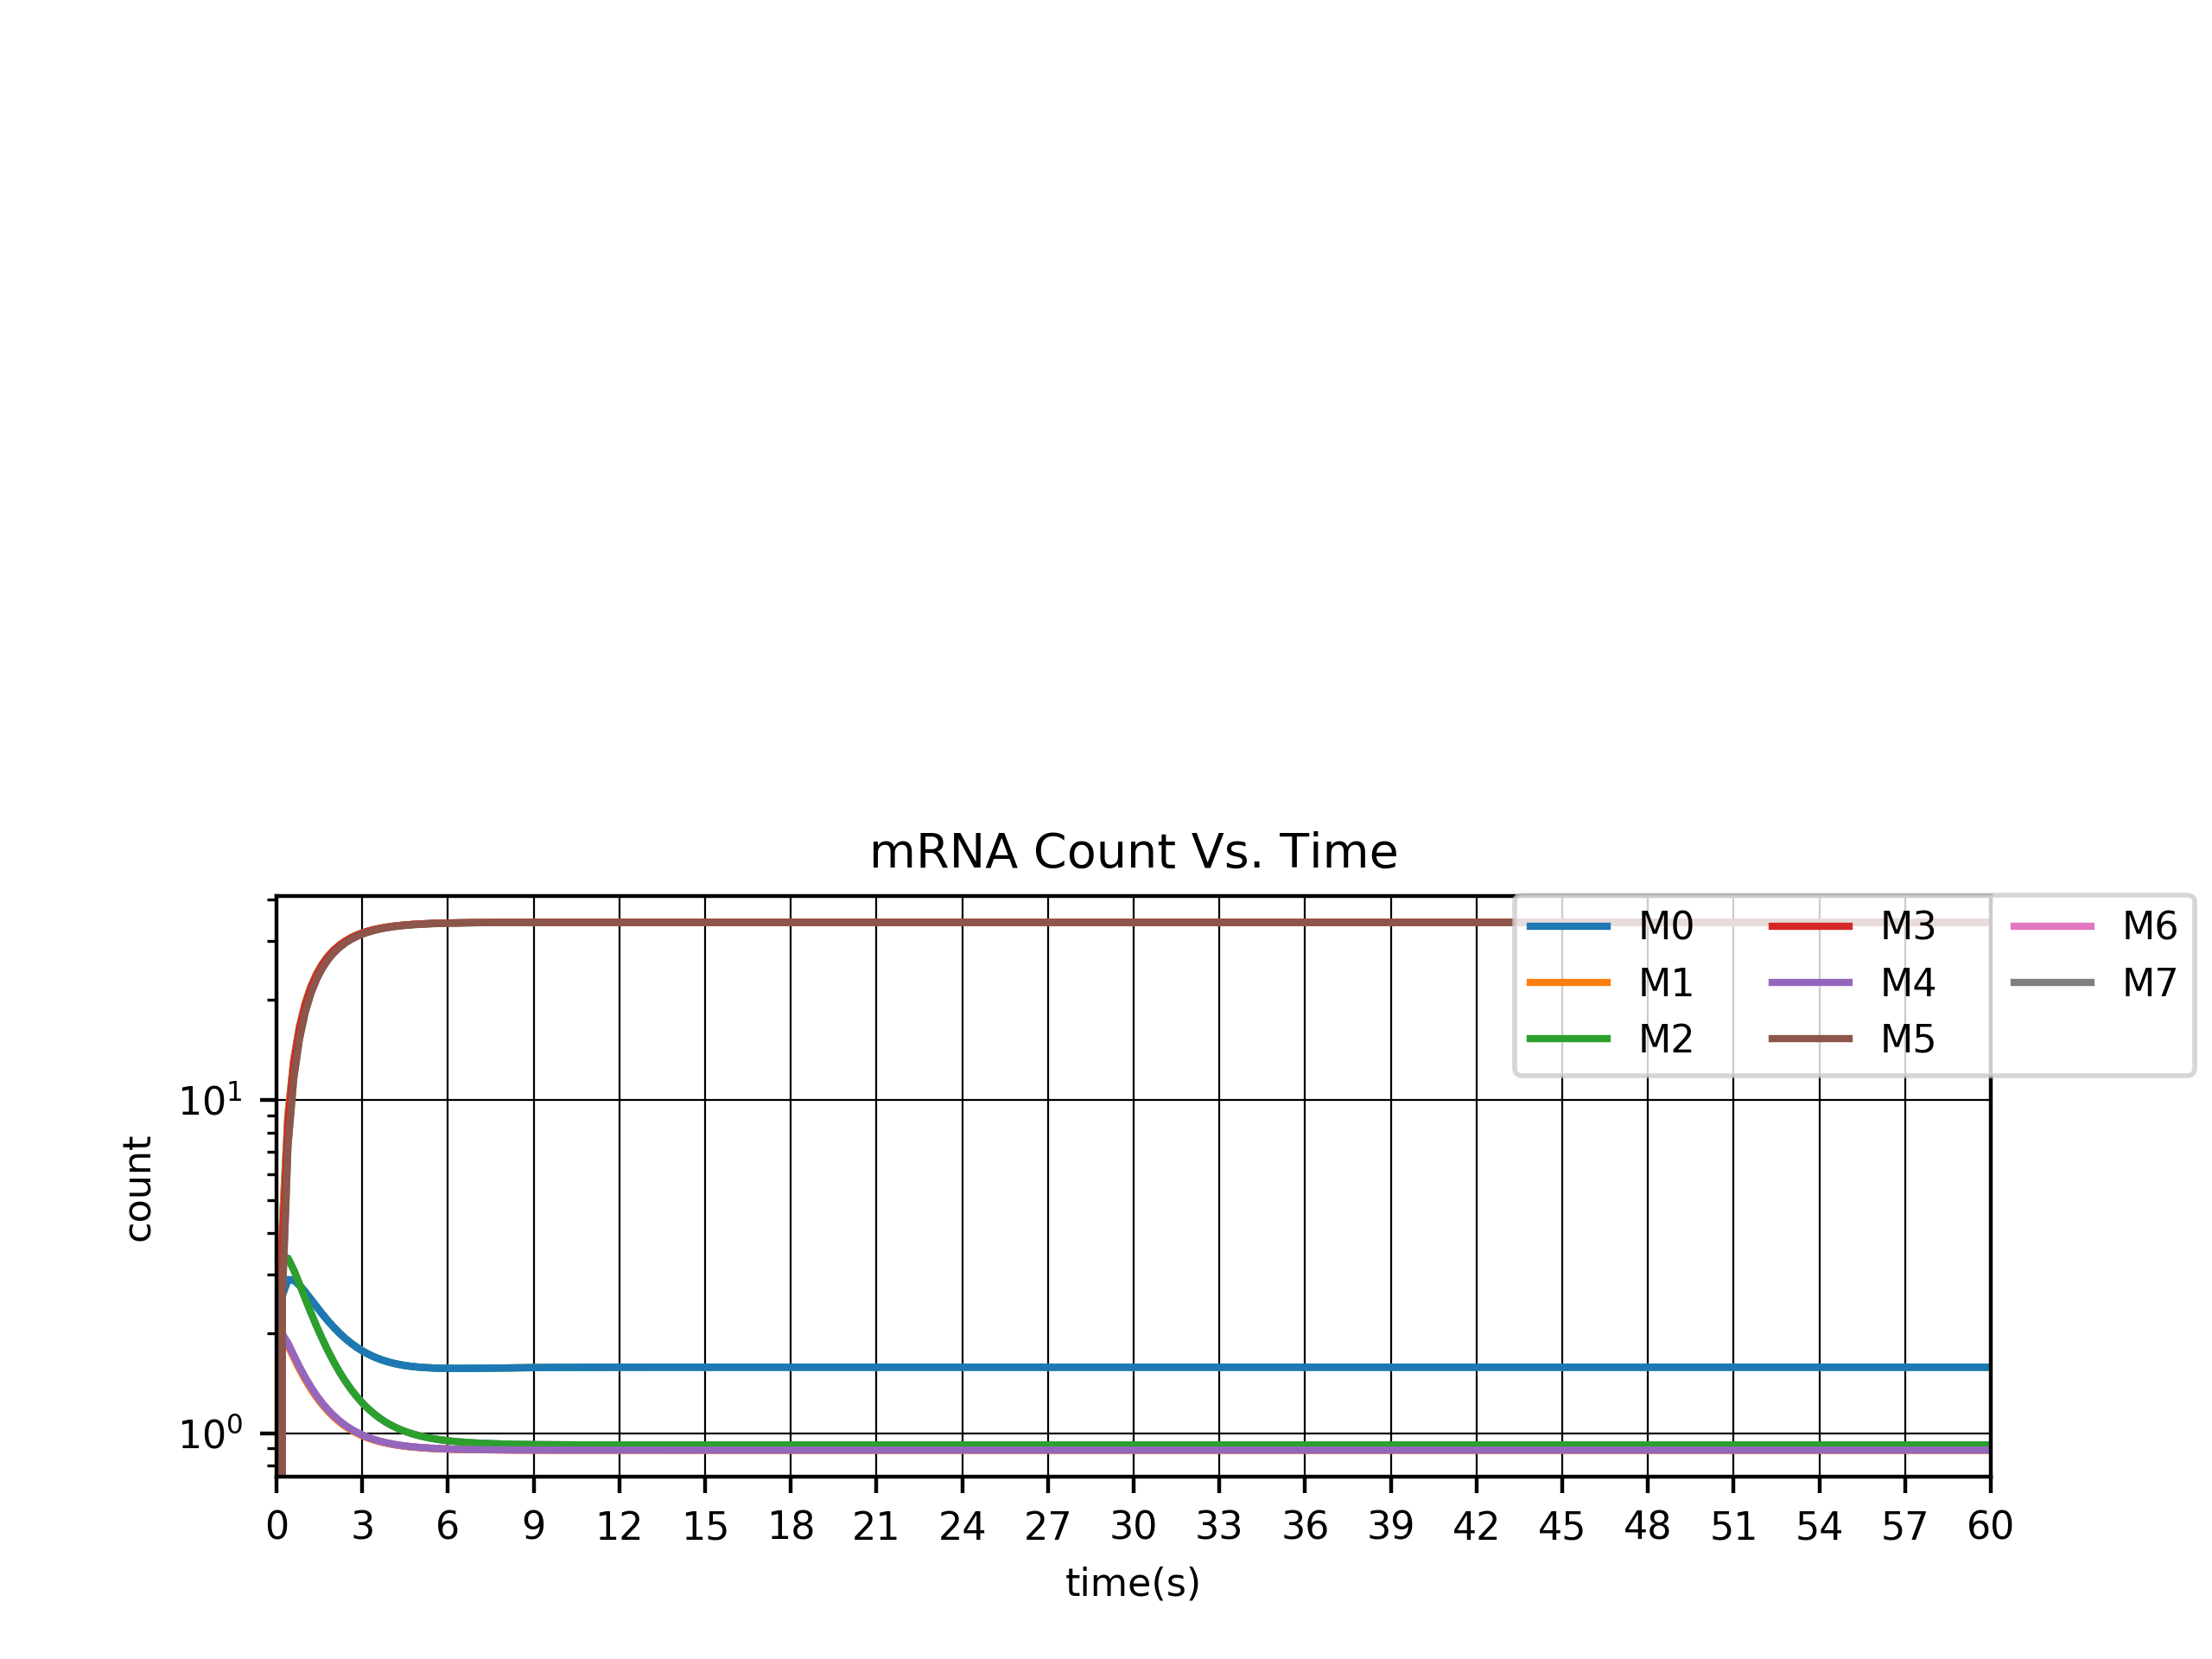 mRNA Count Vs. Time
M0 M3 M6
M1 M4 M7
M2 M5
10¹
10⁰
count
0 3 6 9 12 15 18 21 24 27 30 33 36 39 42 45 48 51 54 57 60
time(s)